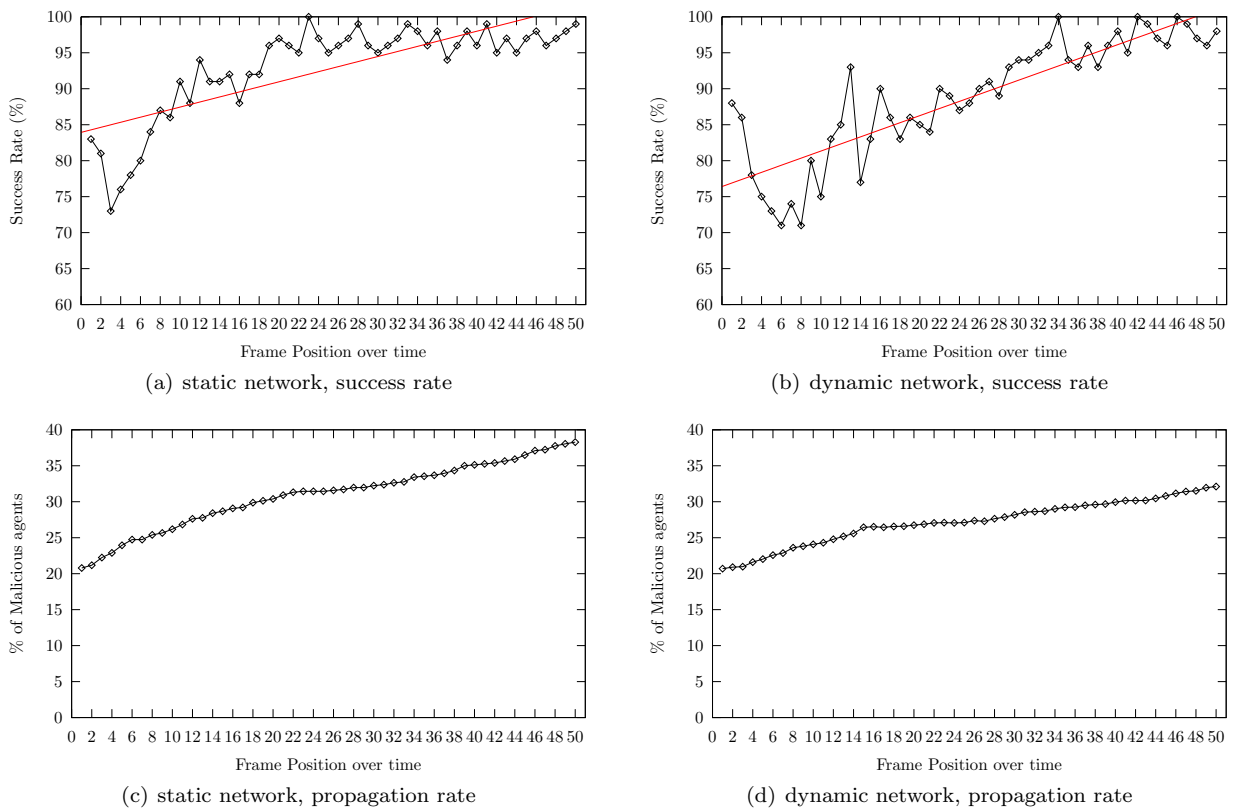 100
95
90
85
80
75
70
65
60
Success Rate (%)
0 2 4 6 8 10 12 14 16 18 20 22 24 26 28 30 32 34 36 38 40 42 44 46 48 50
Frame Position over time
(a) static network, success rate
100
95
90
85
80
75
70
65
60
Success Rate (%)
0 2 4 6 8 10 12 14 16 18 20 22 24 26 28 30 32 34 36 38 40 42 44 46 48 50
Frame Position over time
(b) dynamic network, success rate
40
35
30
25
20
15
10
5
0
% of Malicious agents
0 2 4 6 8 10 12 14 16 18 20 22 24 26 28 30 32 34 36 38 40 42 44 46 48 50
Frame Position over time
(c) static network, propagation rate
40
35
30
25
20
15
10
5
0
% of Malicious agents
0 2 4 6 8 10 12 14 16 18 20 22 24 26 28 30 32 34 36 38 40 42 44 46 48 50
Frame Position over time
(d) dynamic network, propagation rate